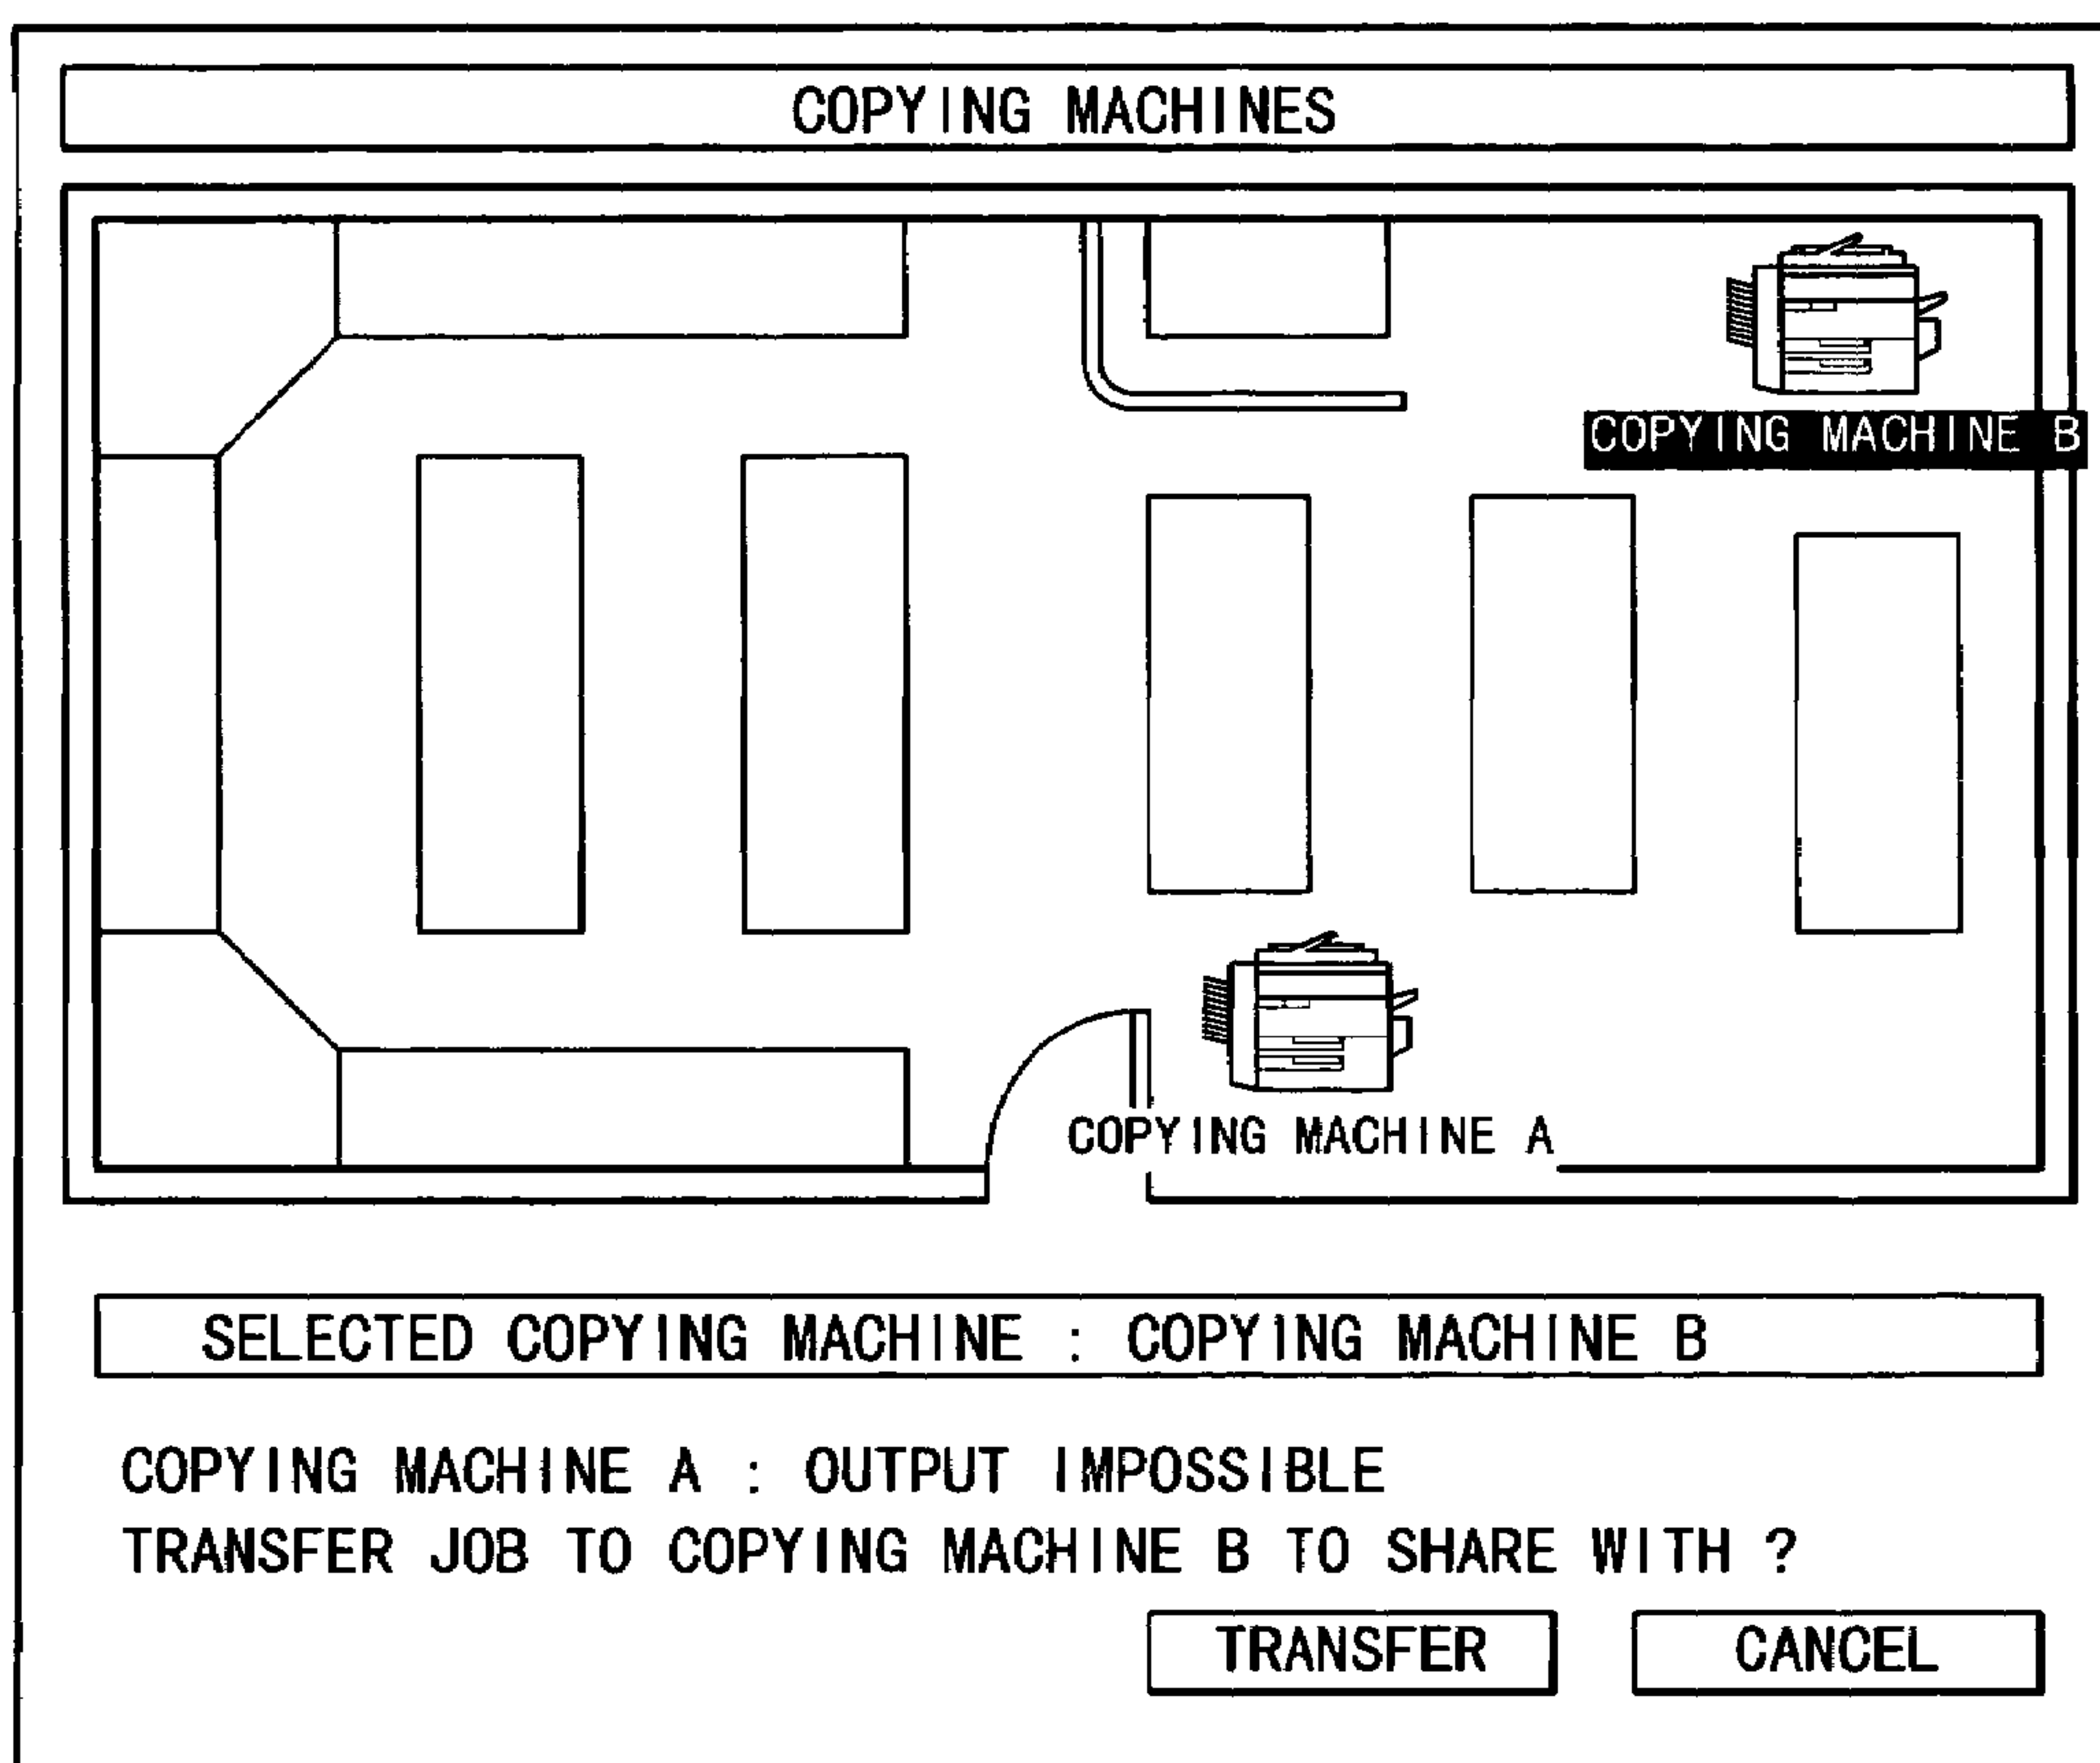 COPYING MACHINES
COPYING MACHINE B
COPYING MACHINE A
SELECTED COPYING MACHINE : COPYING MACHINE B
COPYING MACHINE A : OUTPUT IMPOSSIBLE
TRANSFER JOB TO COPYING MACHINE B TO SHARE WITH ?
TRANSFER CANCEL